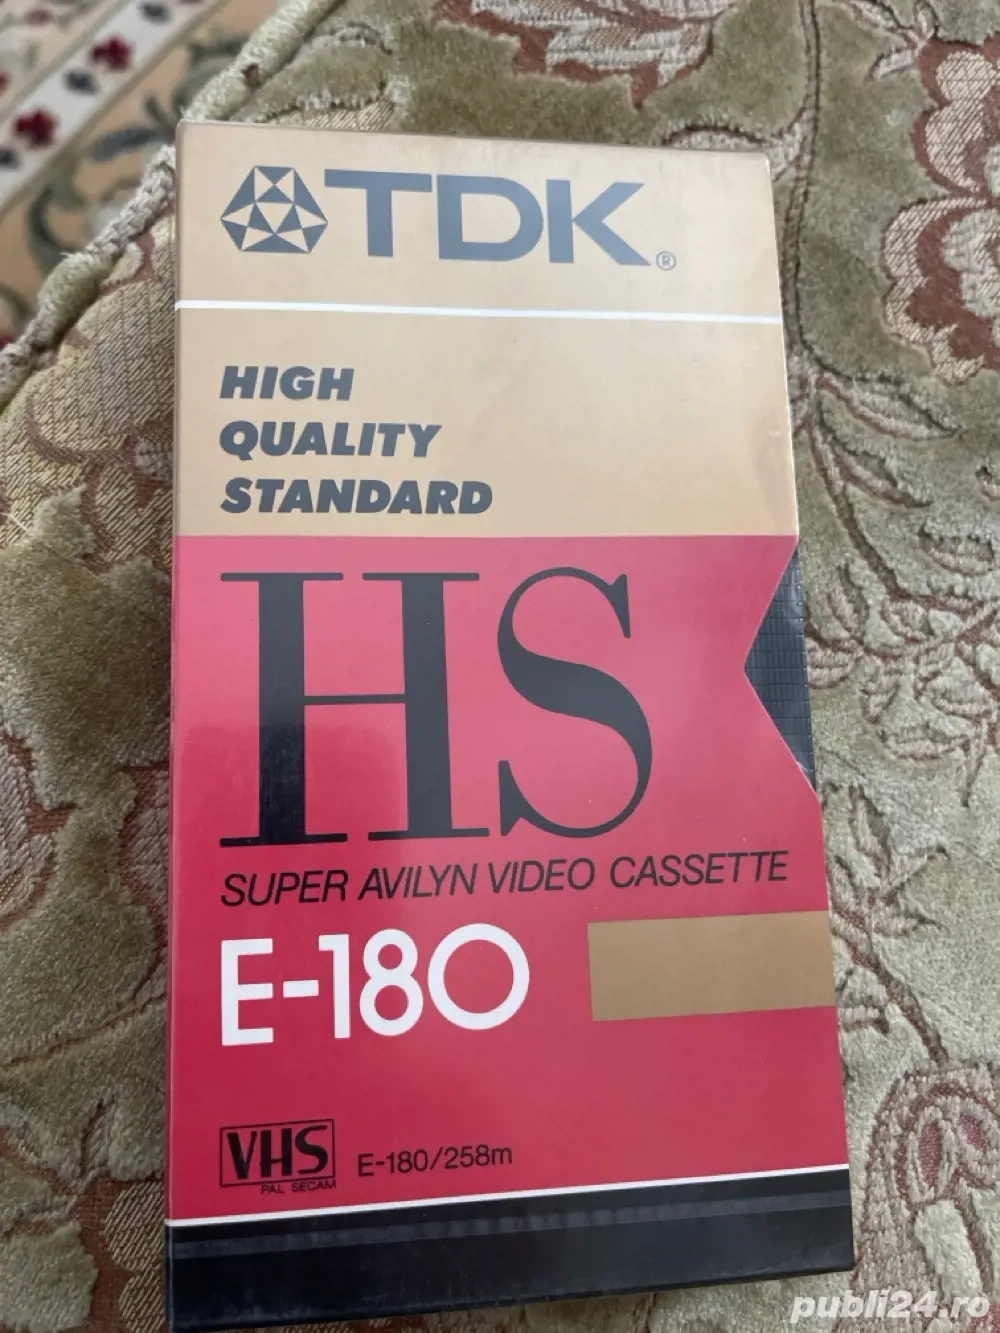 TDK®
HIGH
QUALITY
STANDARD
HS
SUPER AVILYN VIDEO CASSETTE
E-180
VHS
PAL SECAM
E-180/258m
publi24.ro